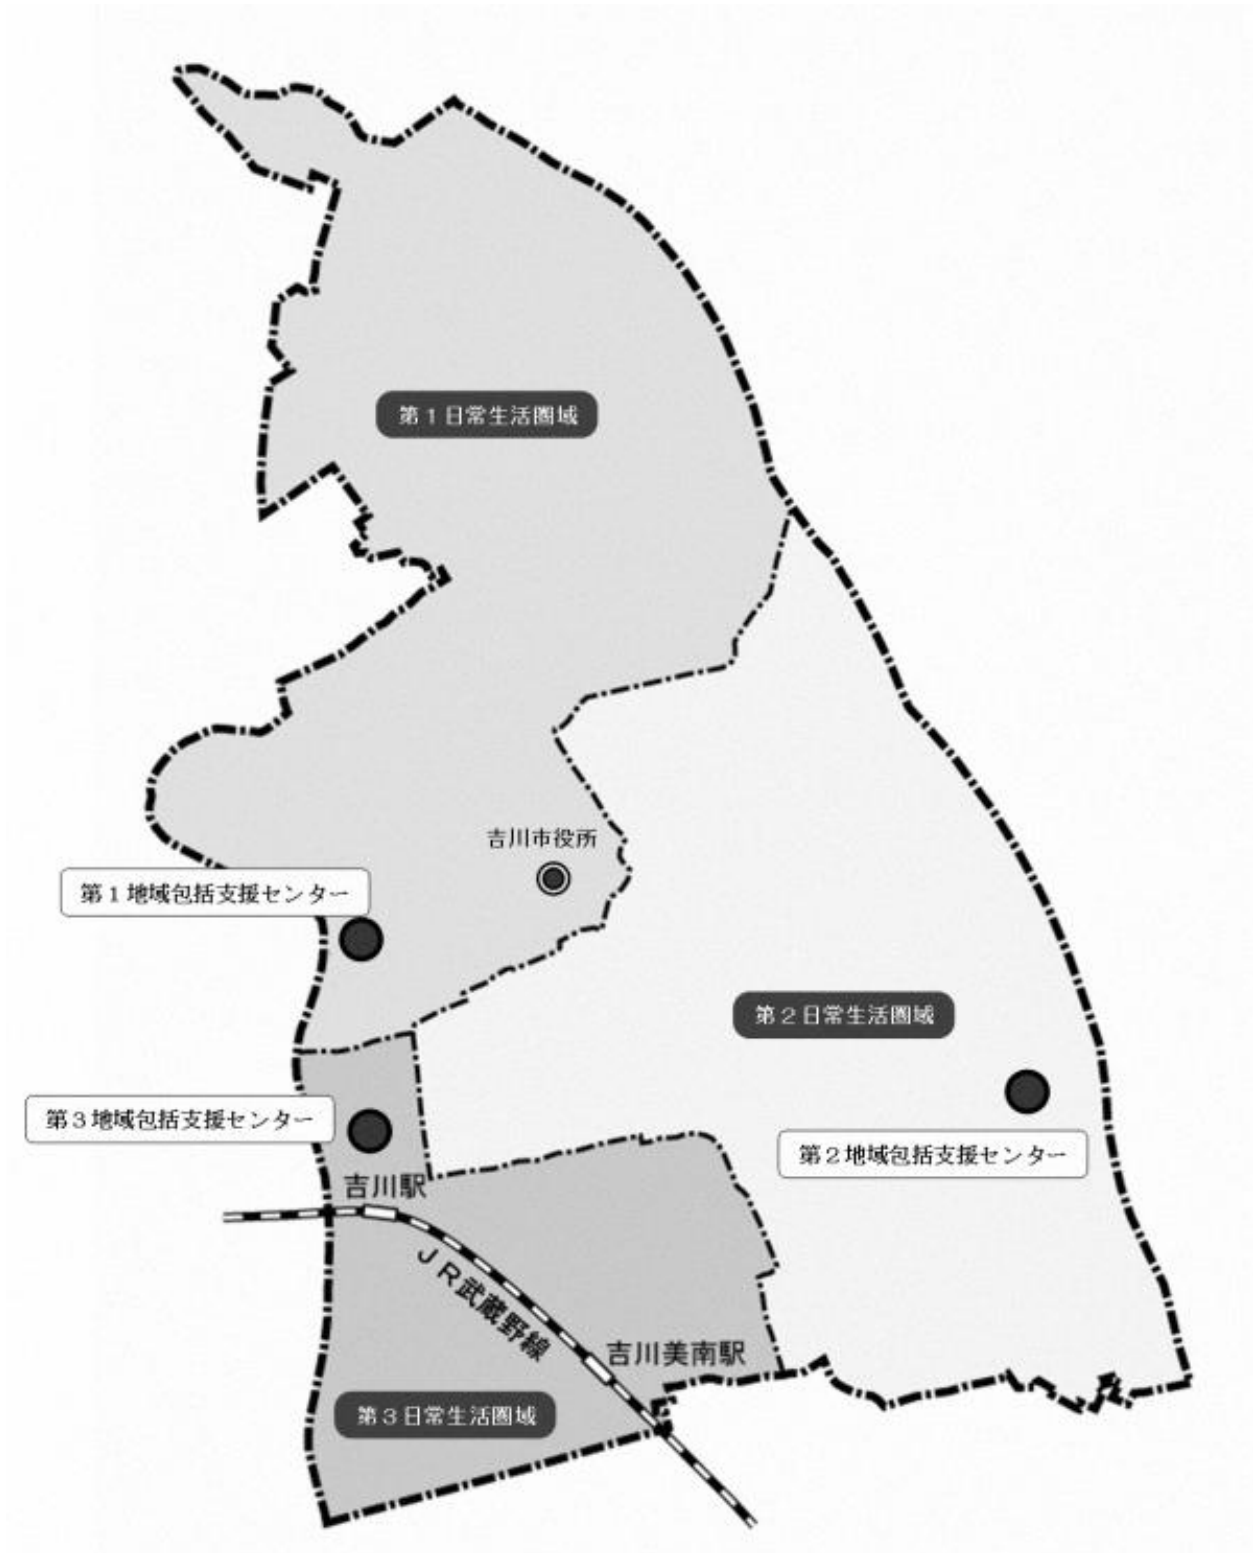 第１日常生活圏域
吉川市役所
第１地域包括支援センター
第２日常生活圏域
第３地域包括支援センター
第２地域包括支援センター
吉川駅
ＪＲ武蔵野線
吉川美南駅
第３日常生活圏域